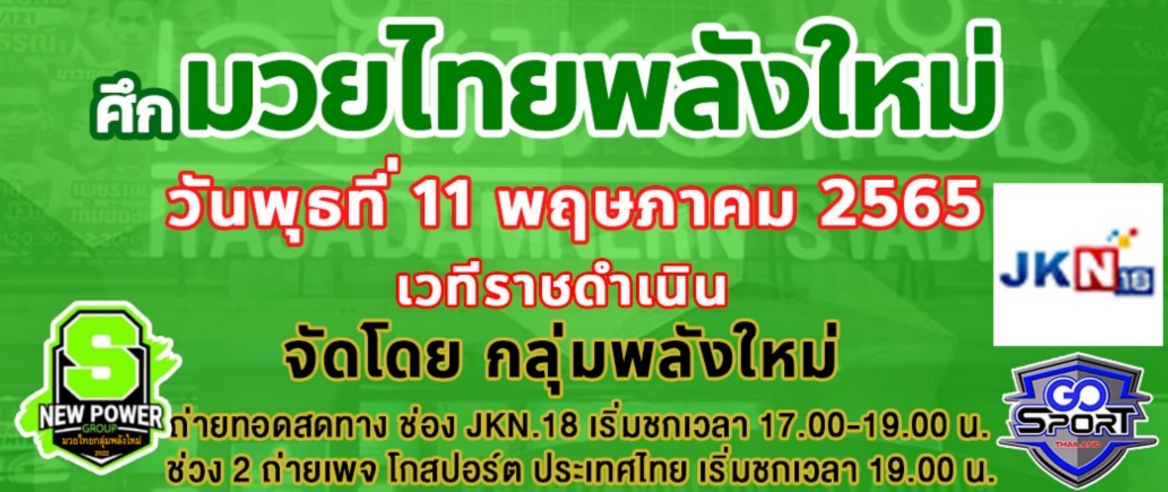 ศึก มวยไทยพลังใหม่
วันพุธที่ 11 พฤษภาคม 2565
เวทีราชดำเนิน
JKN18
จัดโดย กลุ่มพลังใหม่
S
NEW POWER
GROUP
มวยไทยกลุ่มพลังใหม่
2022
ถ่ายทอดสดทาง ช่อง JKN.18 เริ่มชกเวลา 17.00-19.00 น.
ช่วง 2 ถ่ายเพจ โกสปอร์ต ประเทศไทย เริ่มชกเวลา 19.00 น.
GO
SPORT
THAILAND